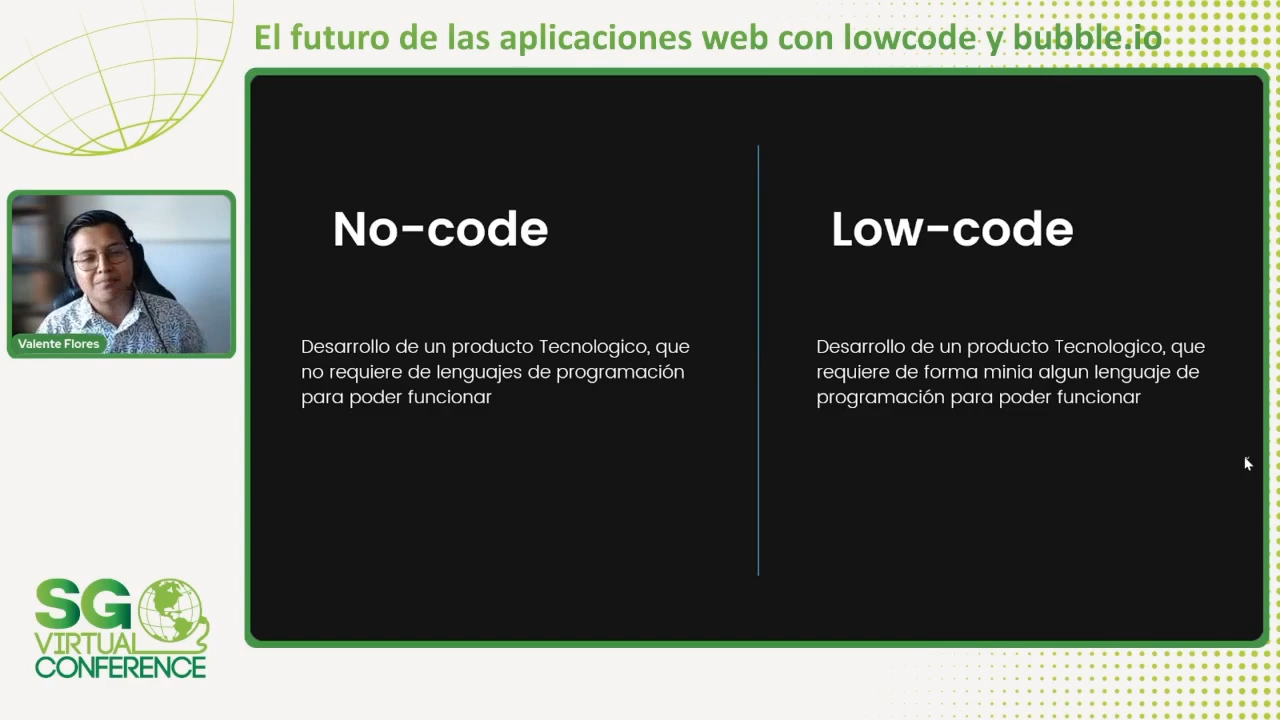 El futuro de las aplicaciones web con lowcode y bubble.io
No-code
Desarrollo de un producto Tecnologico, que
no requiere de lenguajes de programación
para poder funcionar
Low-code
Desarrollo de un producto Tecnologico, que
requiere de forma minia algun lenguaje de
programación para poder funcionar
Valente Flores
SG
VIRTUAL
CONFERENCE